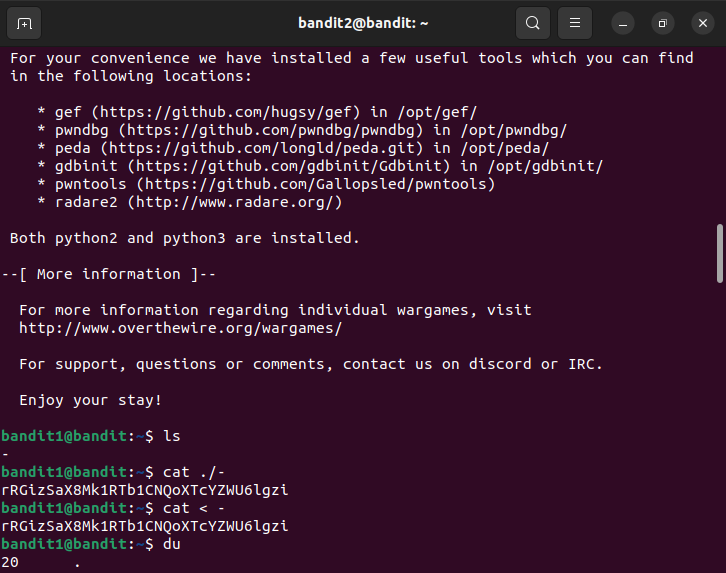 bandit2@bandit: ~
For your convenience we have installed a few useful tools which you can find
in the following locations:
* gef (https://github.com/hugsy/gef) in /opt/gef/
* pwndbg (https://github.com/pwndbg/pwndbg) in /opt/pwndbg/
* peda (https://github.com/longld/peda.git) in /opt/peda/
* gdbinit (https://github.com/gdbinit/Gdbinit) in /opt/gdbinit/
* pwntools (https://github.com/Gallopsled/pwntools)
* radare2 (http://www.radare.org/)
Both python2 and python3 are installed.
--[ More information ]--
For more information regarding individual wargames, visit
http://www.overthewire.org/wargames/
For support, questions or comments, contact us on discord or IRC.
Enjoy your stay!
bandit1@bandit:~$ ls
-
bandit1@bandit:~$ cat ./-
rRGizSaX8Mk1RTb1CNQoXTcYZWU6lgzi
bandit1@bandit:~$ cat < -
rRGizSaX8Mk1RTb1CNQoXTcYZWU6lgzi
bandit1@bandit:~$ du
20 .